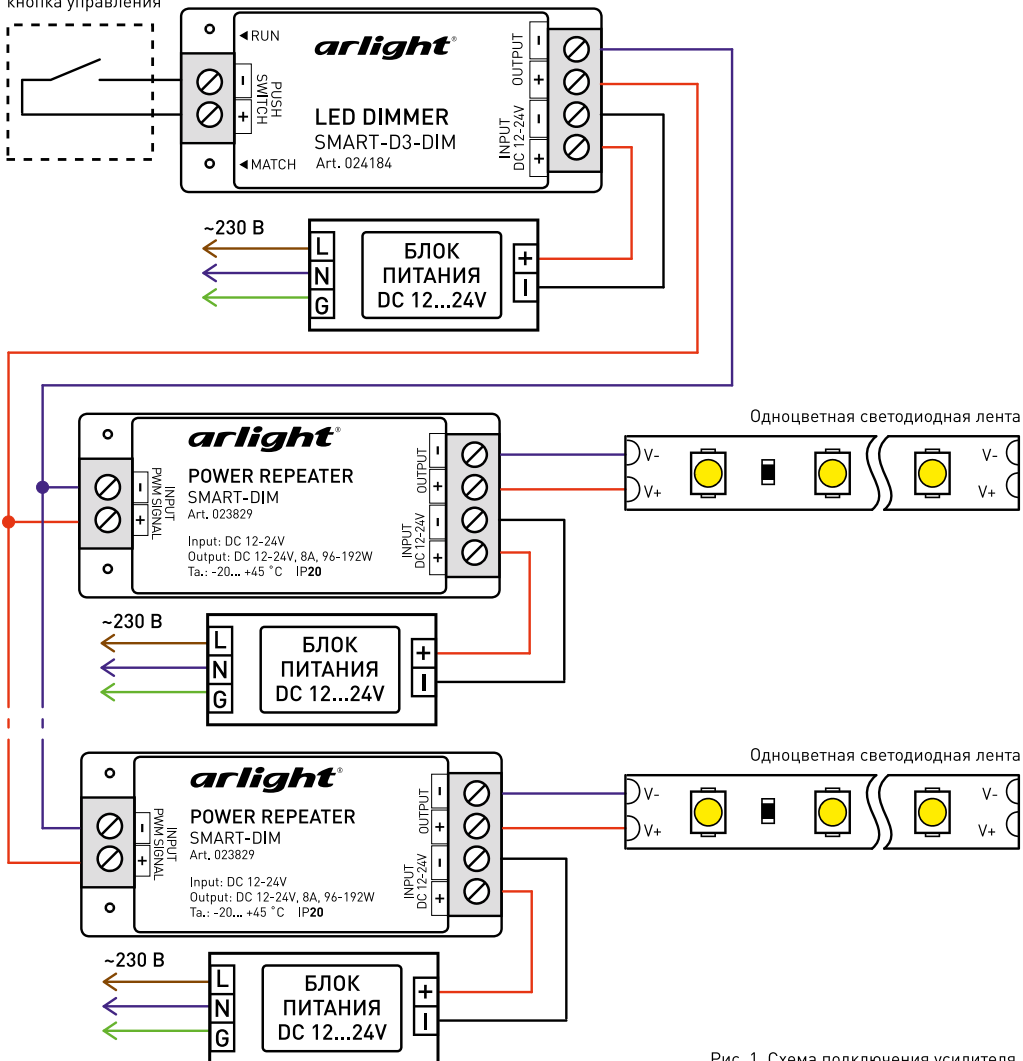 кнопка управления
RUN
arlight®
LED DIMMER
SMART-D3-DIM
Art. 024184
MATCH
-
+
PUSH
SWITCH
OUTPUT
-
+
INPUT
DC 12-24V
-
+
~230 В
L
N
G
БЛОК
ПИТАНИЯ
DC 12...24V
+
-
arlight®
POWER REPEATER
SMART-DIM
Art. 023829
Input: DC 12-24V
Output: DC 12-24V, 8A, 96-192W
Ta.: -20... +45 °C IP20
-
+
INPUT
PWM SIGNAL
OUTPUT
-
+
INPUT
DC 12-24V
-
+
Одноцветная светодиодная лента
V-
V+
V-
V+
~230 В
L
N
G
БЛОК
ПИТАНИЯ
DC 12...24V
+
-
arlight®
POWER REPEATER
SMART-DIM
Art. 023829
Input: DC 12-24V
Output: DC 12-24V, 8A, 96-192W
Ta.: -20... +45 °C IP20
-
+
INPUT
PWM SIGNAL
OUTPUT
-
+
INPUT
DC 12-24V
-
+
Одноцветная светодиодная лента
V-
V+
V-
V+
~230 В
L
N
G
БЛОК
ПИТАНИЯ
DC 12...24V
+
-
Рис. 1. Схема подключения усилителя